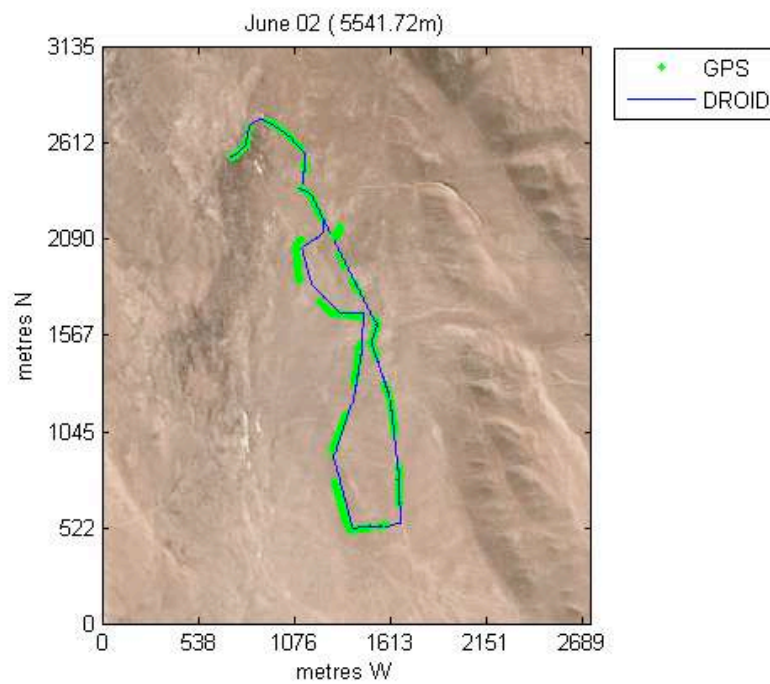 June 02 ( 5541.72m)
GPS
DROID
3135
2612
2090
1567
1045
522
0
metres N
0 538 1076 1613 2151 2689
metres W